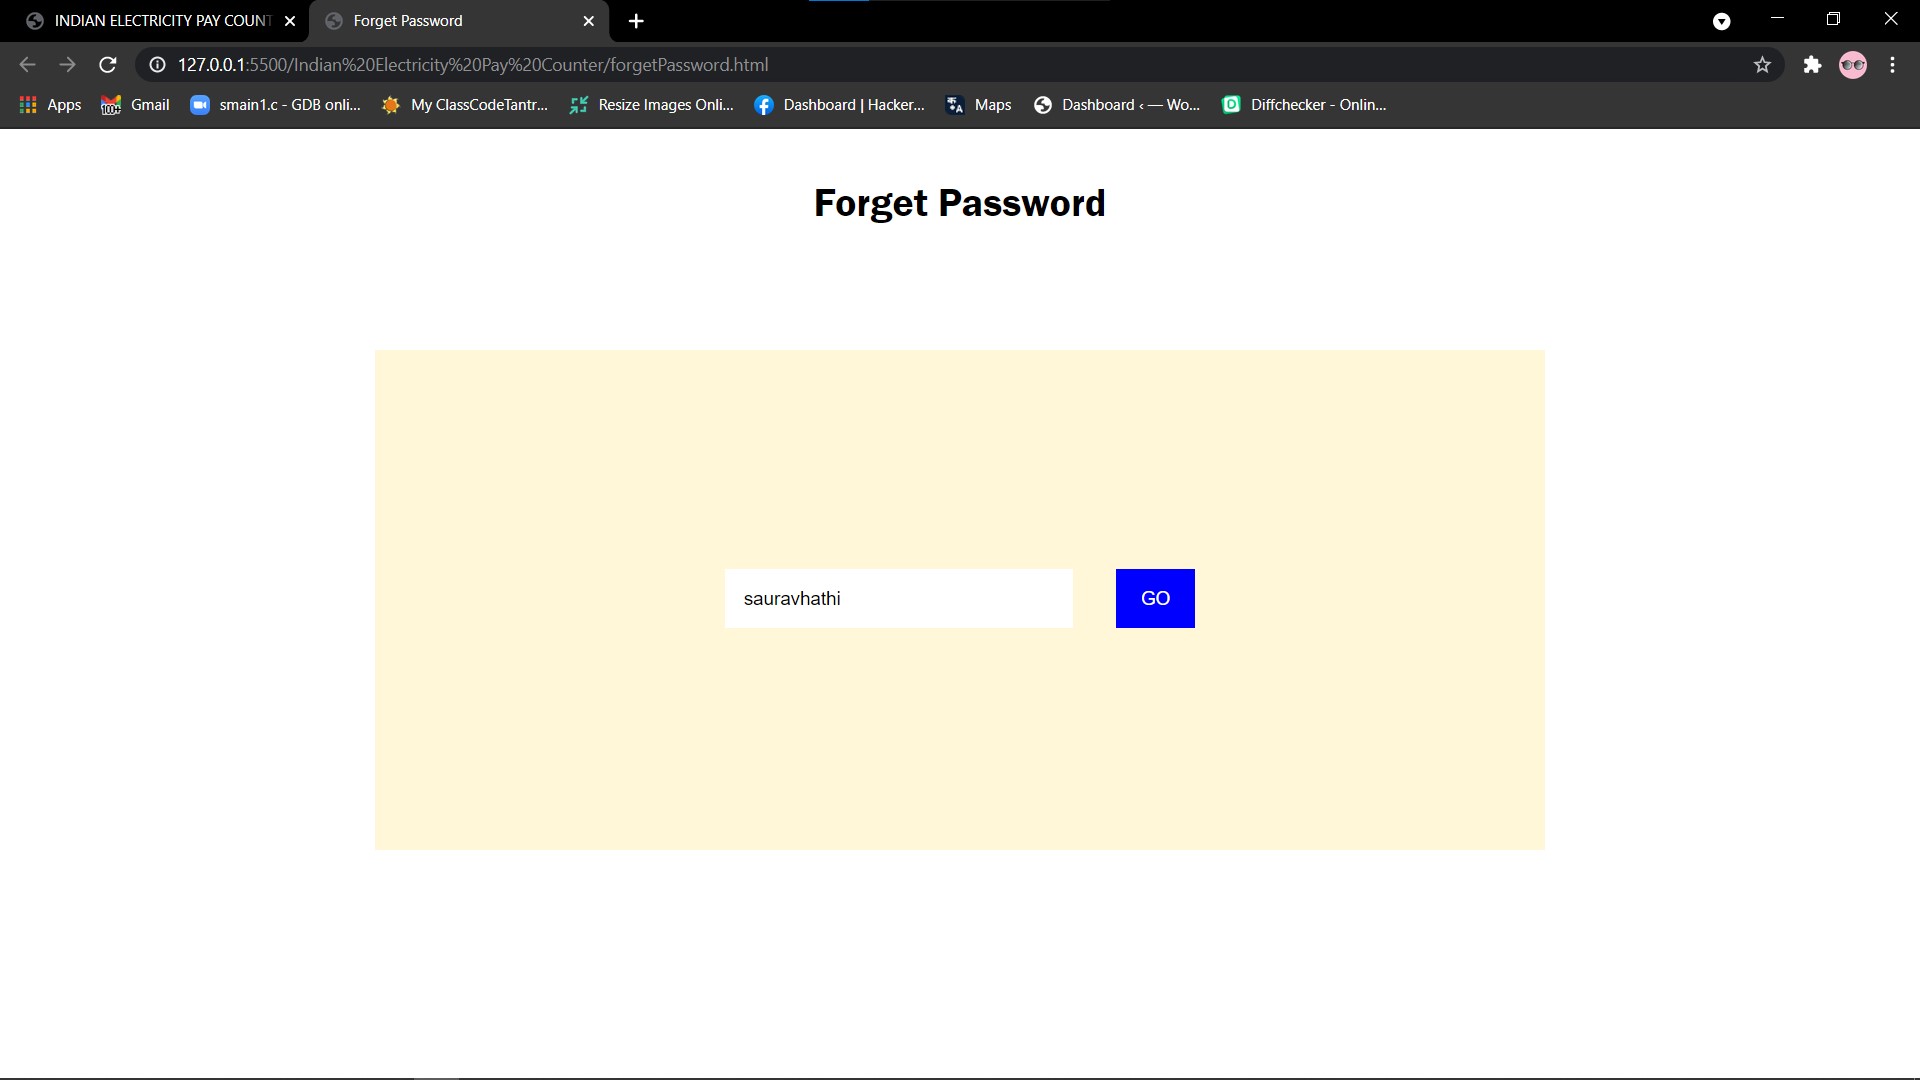 INDIAN ELECTRICITY PAY COUNT
Forget Password
127.0.0.1:5500/Indian%20Electricity%20Pay%20Counter/forgetPassword.html
Apps
100+
Gmail
smain1.c - GDB onli...
My ClassCodeTantr...
Resize Images Onli...
Dashboard | Hacker...
Maps
Dashboard ‹ — Wo...
Diffchecker - Onlin...
Forget Password
sauravhathi
GO